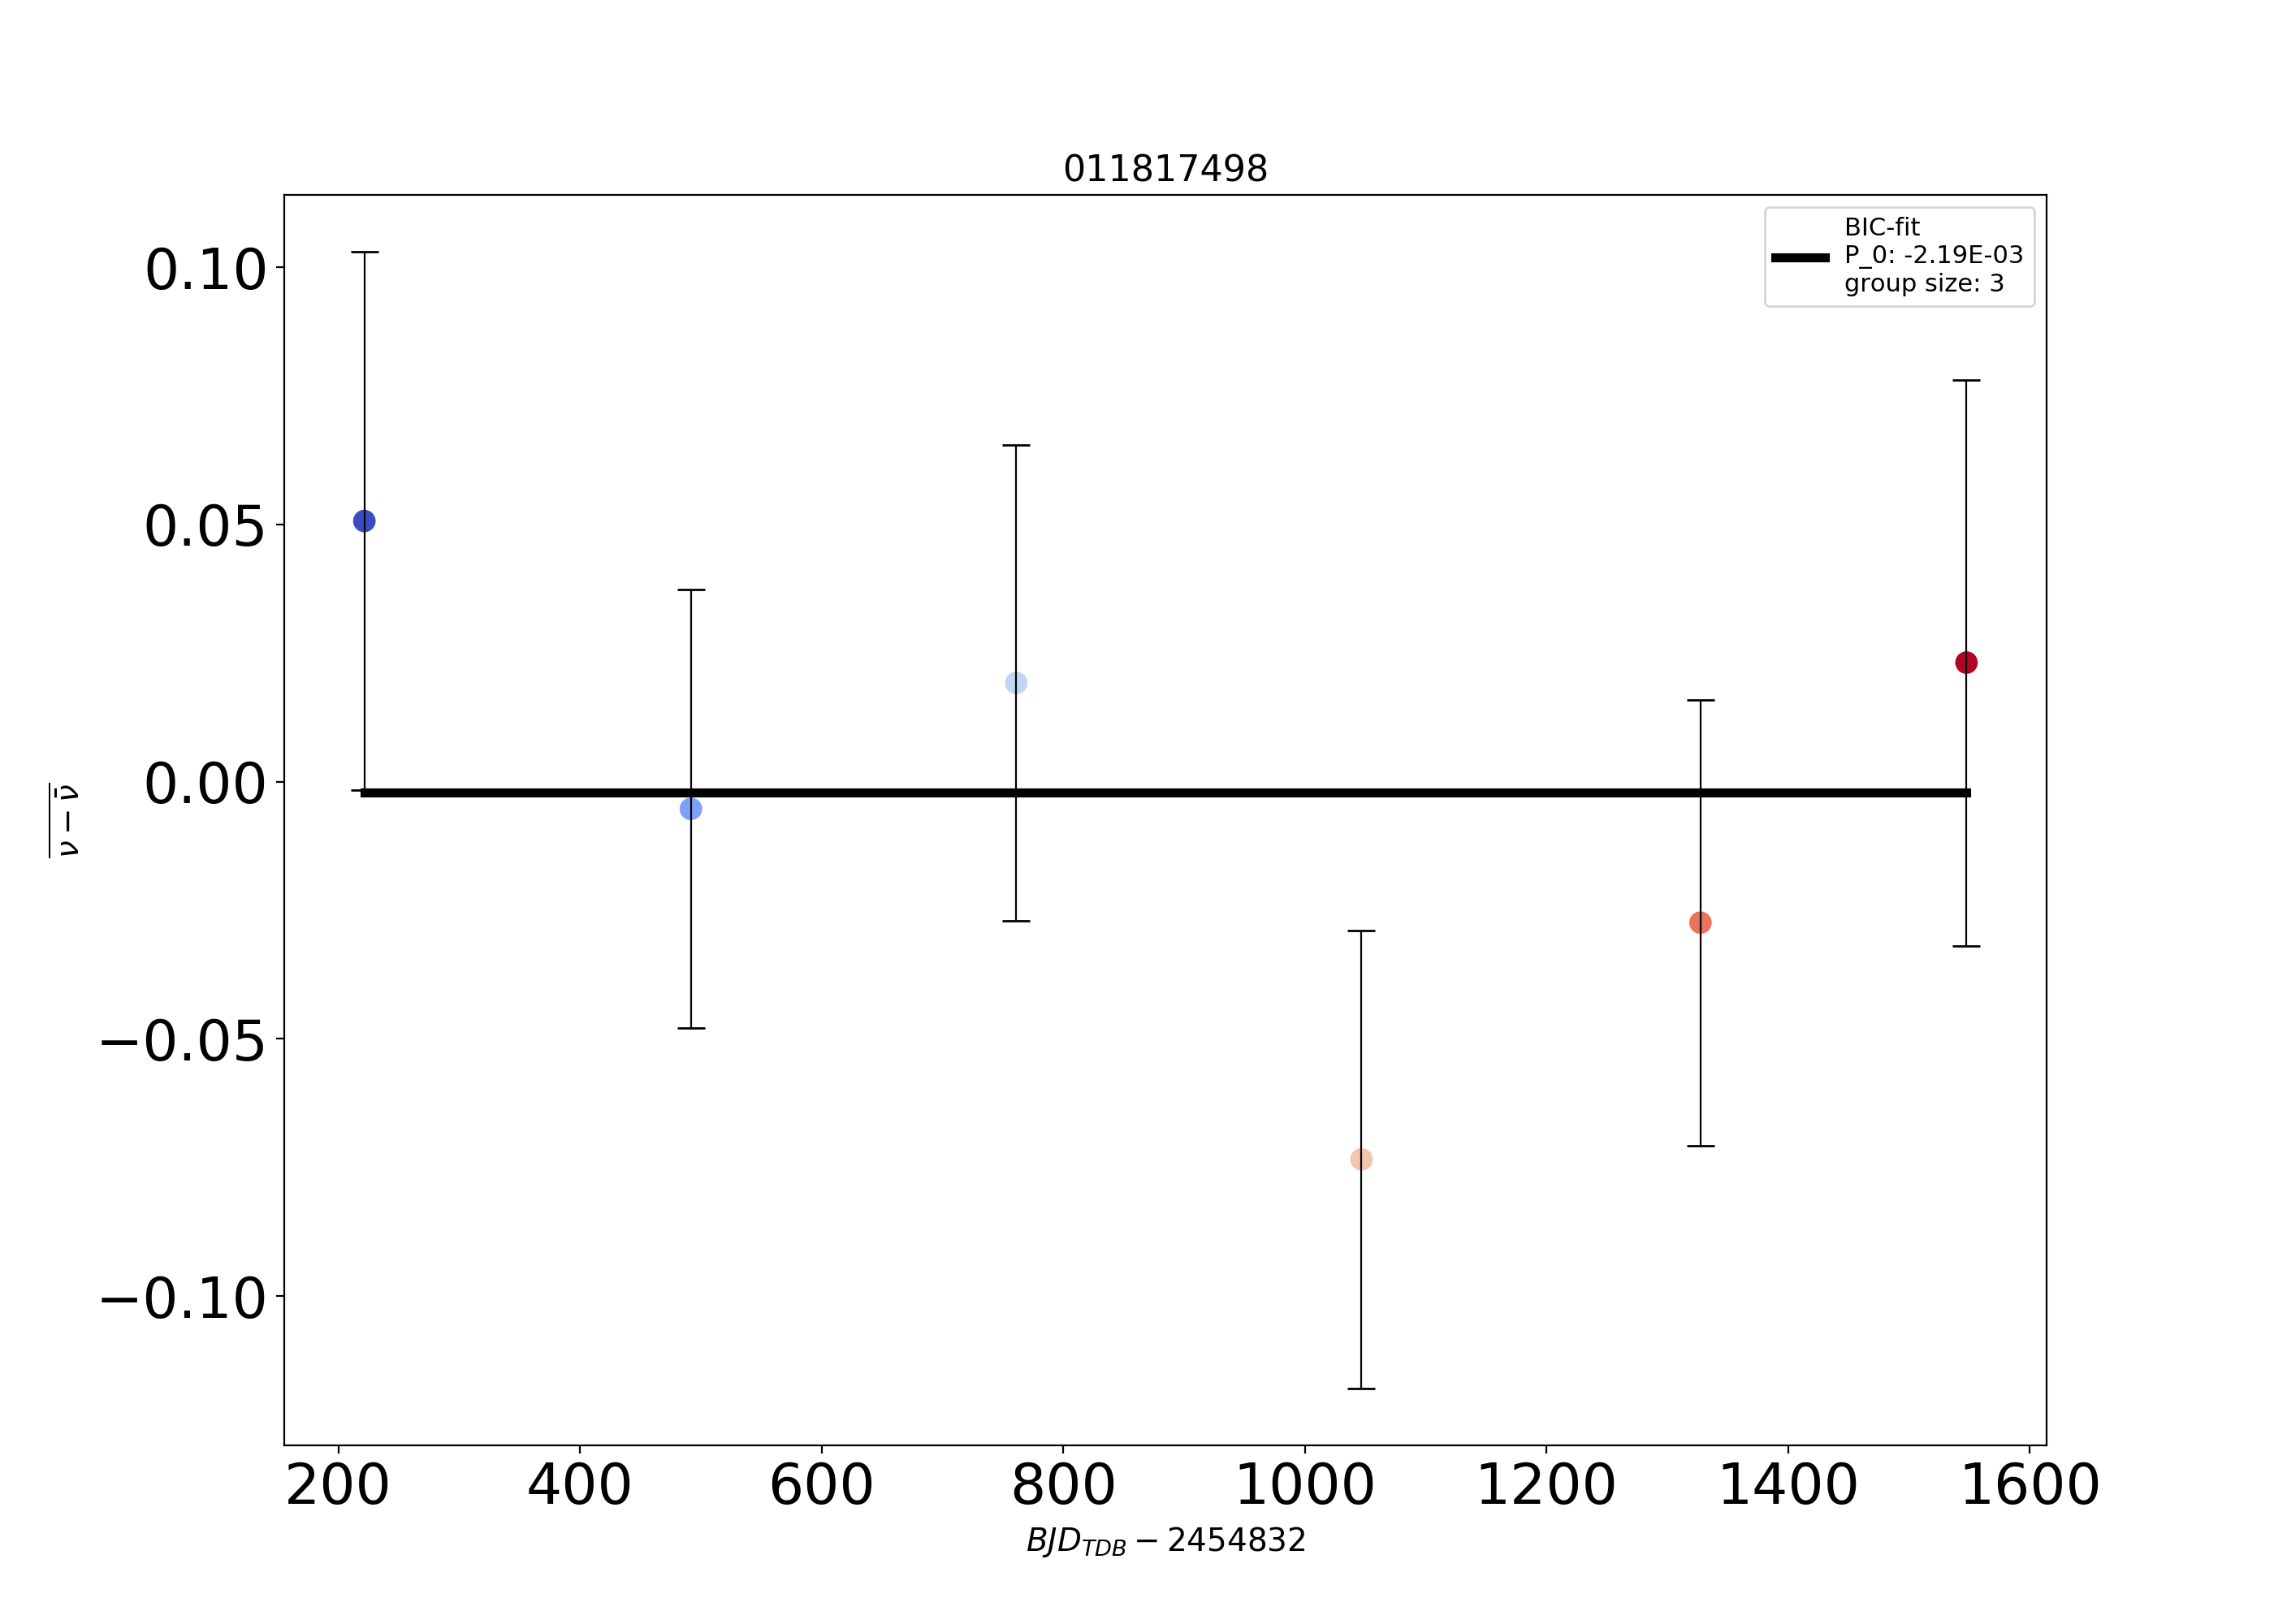 011817498
BIC-fit
P_0: -2.19E-03
group size: 3
0.10
0.05
0.00
−0.05
−0.10
ν − ν̄
200 400 600 800 1000 1200 1400 1600
BJD_TDB − 2454832